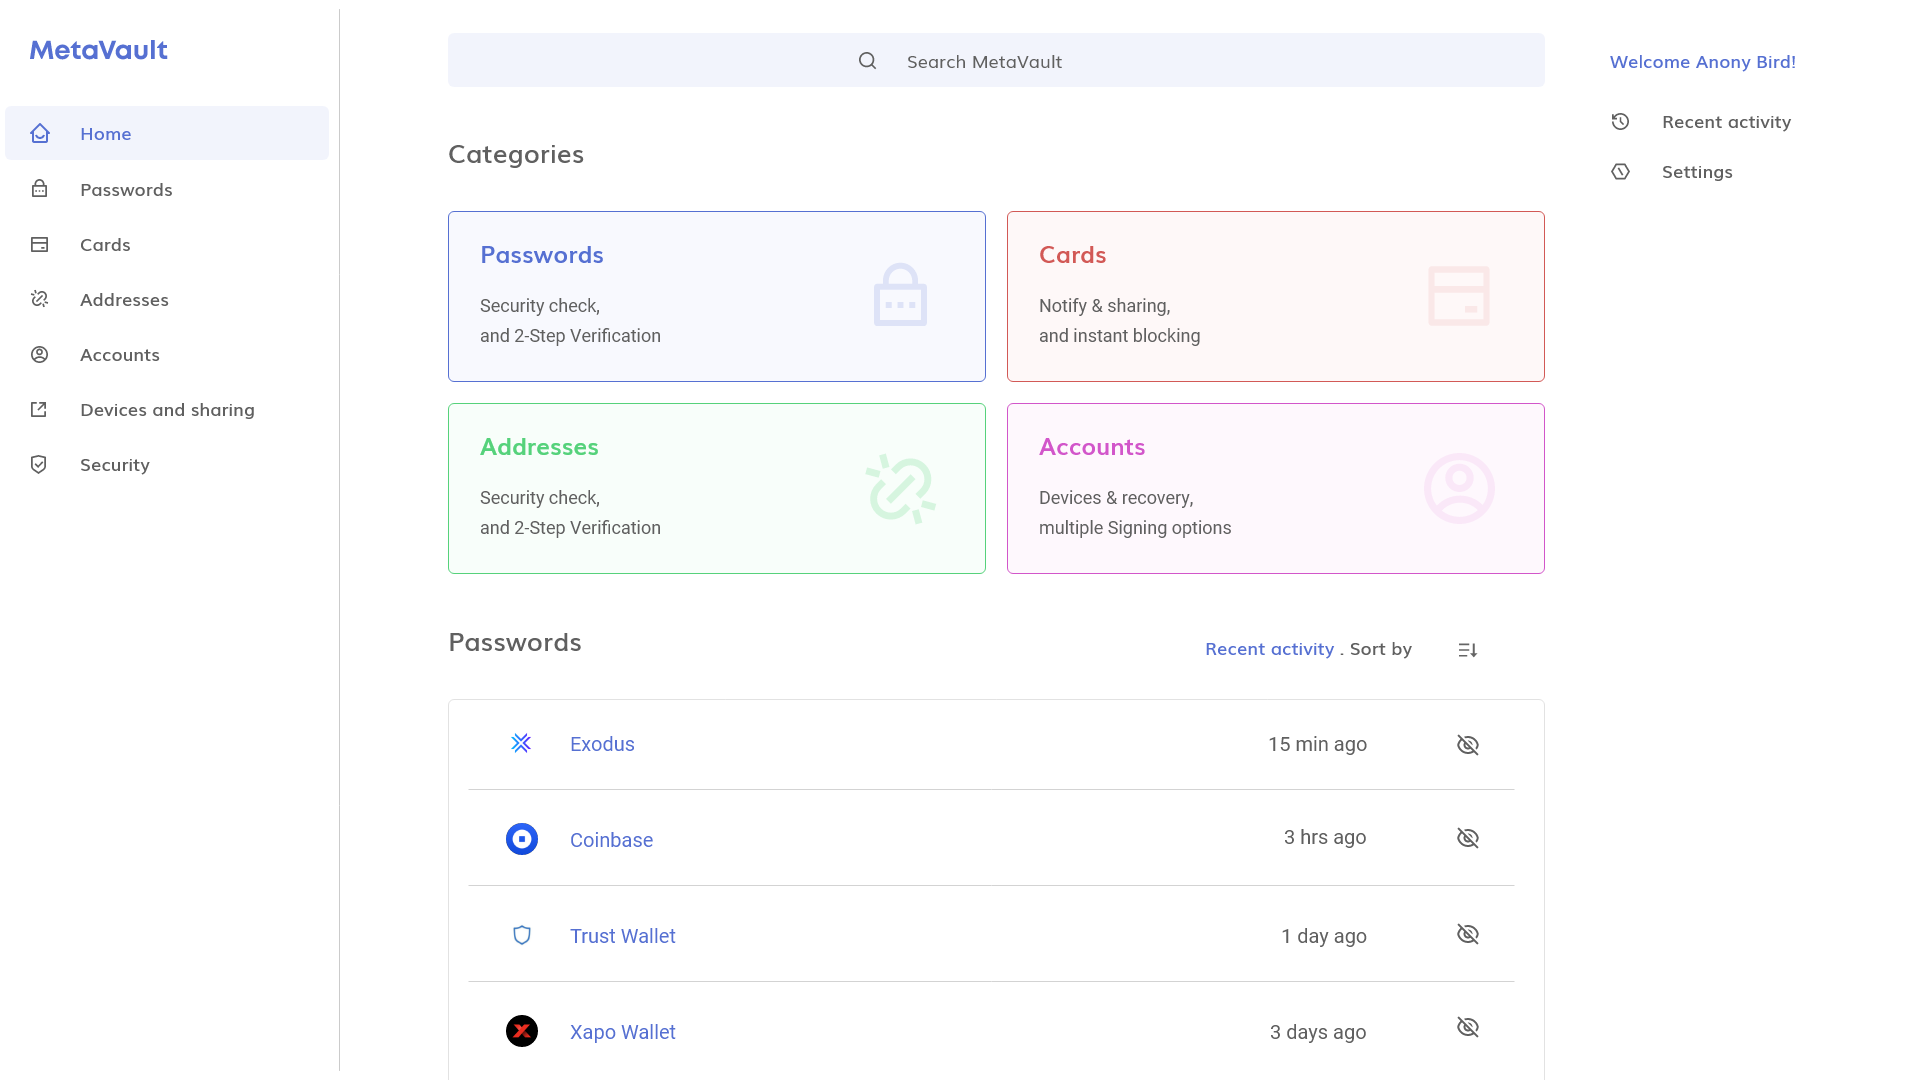 MetaVault
Home
Passwords
Cards
Addresses
Accounts
Devices and sharing
Security
Search MetaVault
Categories
Passwords
Security check,
and 2-Step Verification
Cards
Notify & sharing,
and instant blocking
Addresses
Security check,
and 2-Step Verification
Accounts
Devices & recovery,
multiple Signing options
Passwords
Recent activity . Sort by
Exodus 15 min ago
Coinbase 3 hrs ago
Trust Wallet 1 day ago
Xapo Wallet 3 days ago
Welcome Anony Bird!
Recent activity
Settings